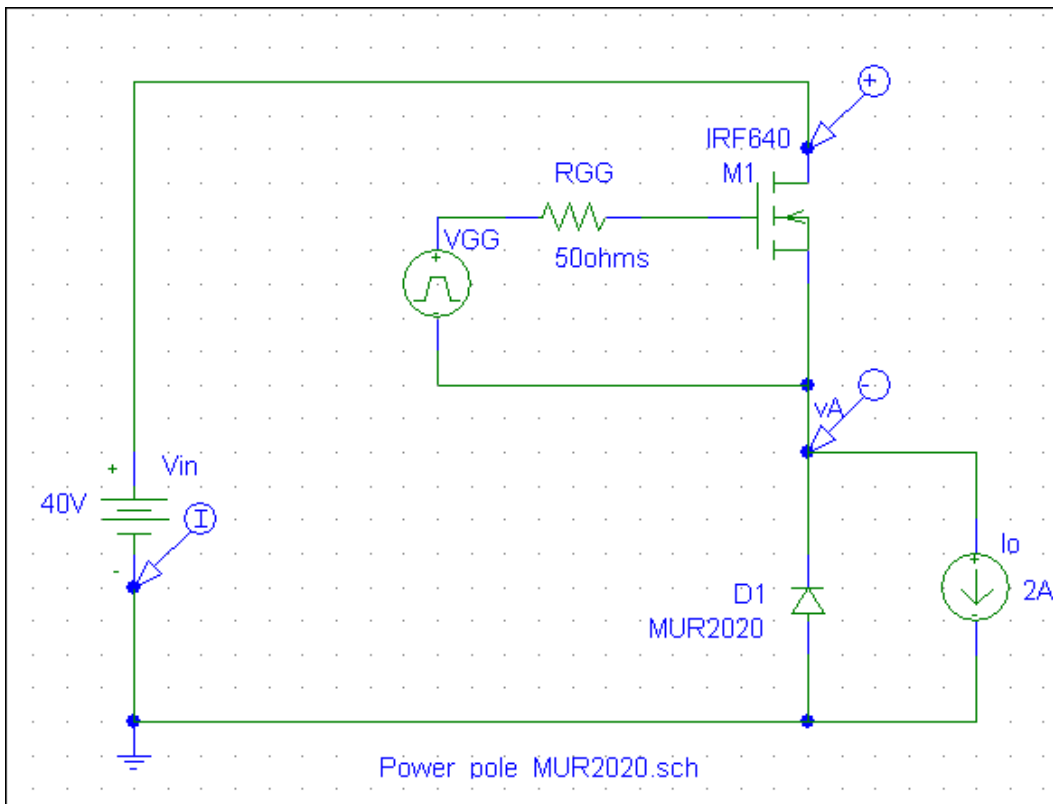 IRF640
M1
RGG
VGG
50ohms
vA
Vin
40V
I
Io
2A
D1
MUR2020
Power pole MUR2020.sch